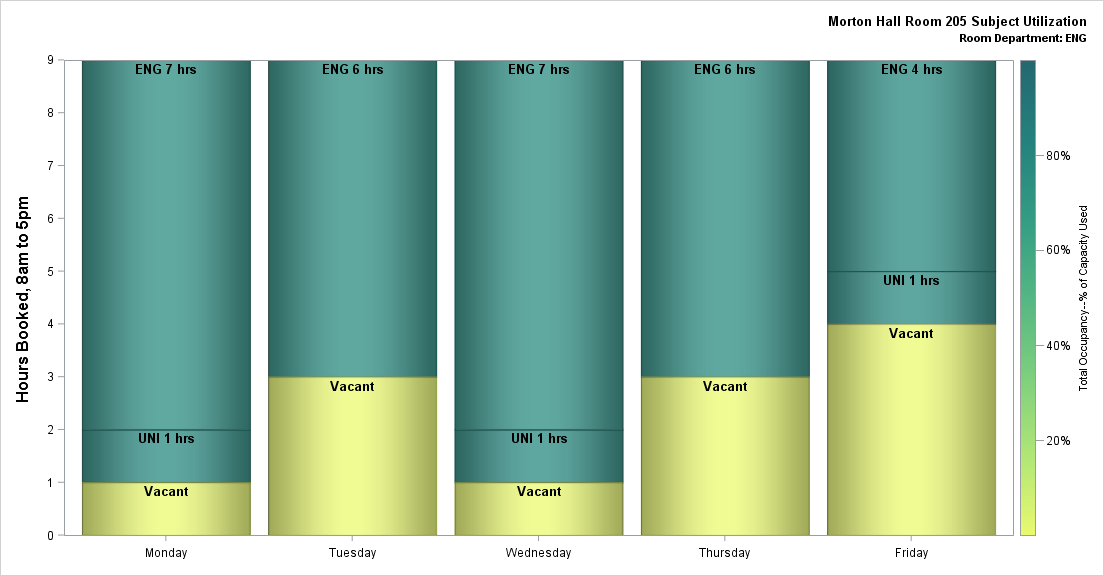 Morton Hall Room 205 Subject Utilization
Room Department: ENG
Hours Booked, 8am to 5pm
9
8
7
6
5
4
3
2
1
0
ENG 7 hrs
UNI 1 hrs
Vacant
ENG 6 hrs
Vacant
ENG 7 hrs
UNI 1 hrs
Vacant
ENG 6 hrs
Vacant
ENG 4 hrs
UNI 1 hrs
Vacant
Monday
Tuesday
Wednesday
Thursday
Friday
80%
60%
40%
20%
Total Occupancy--% of Capacity Used